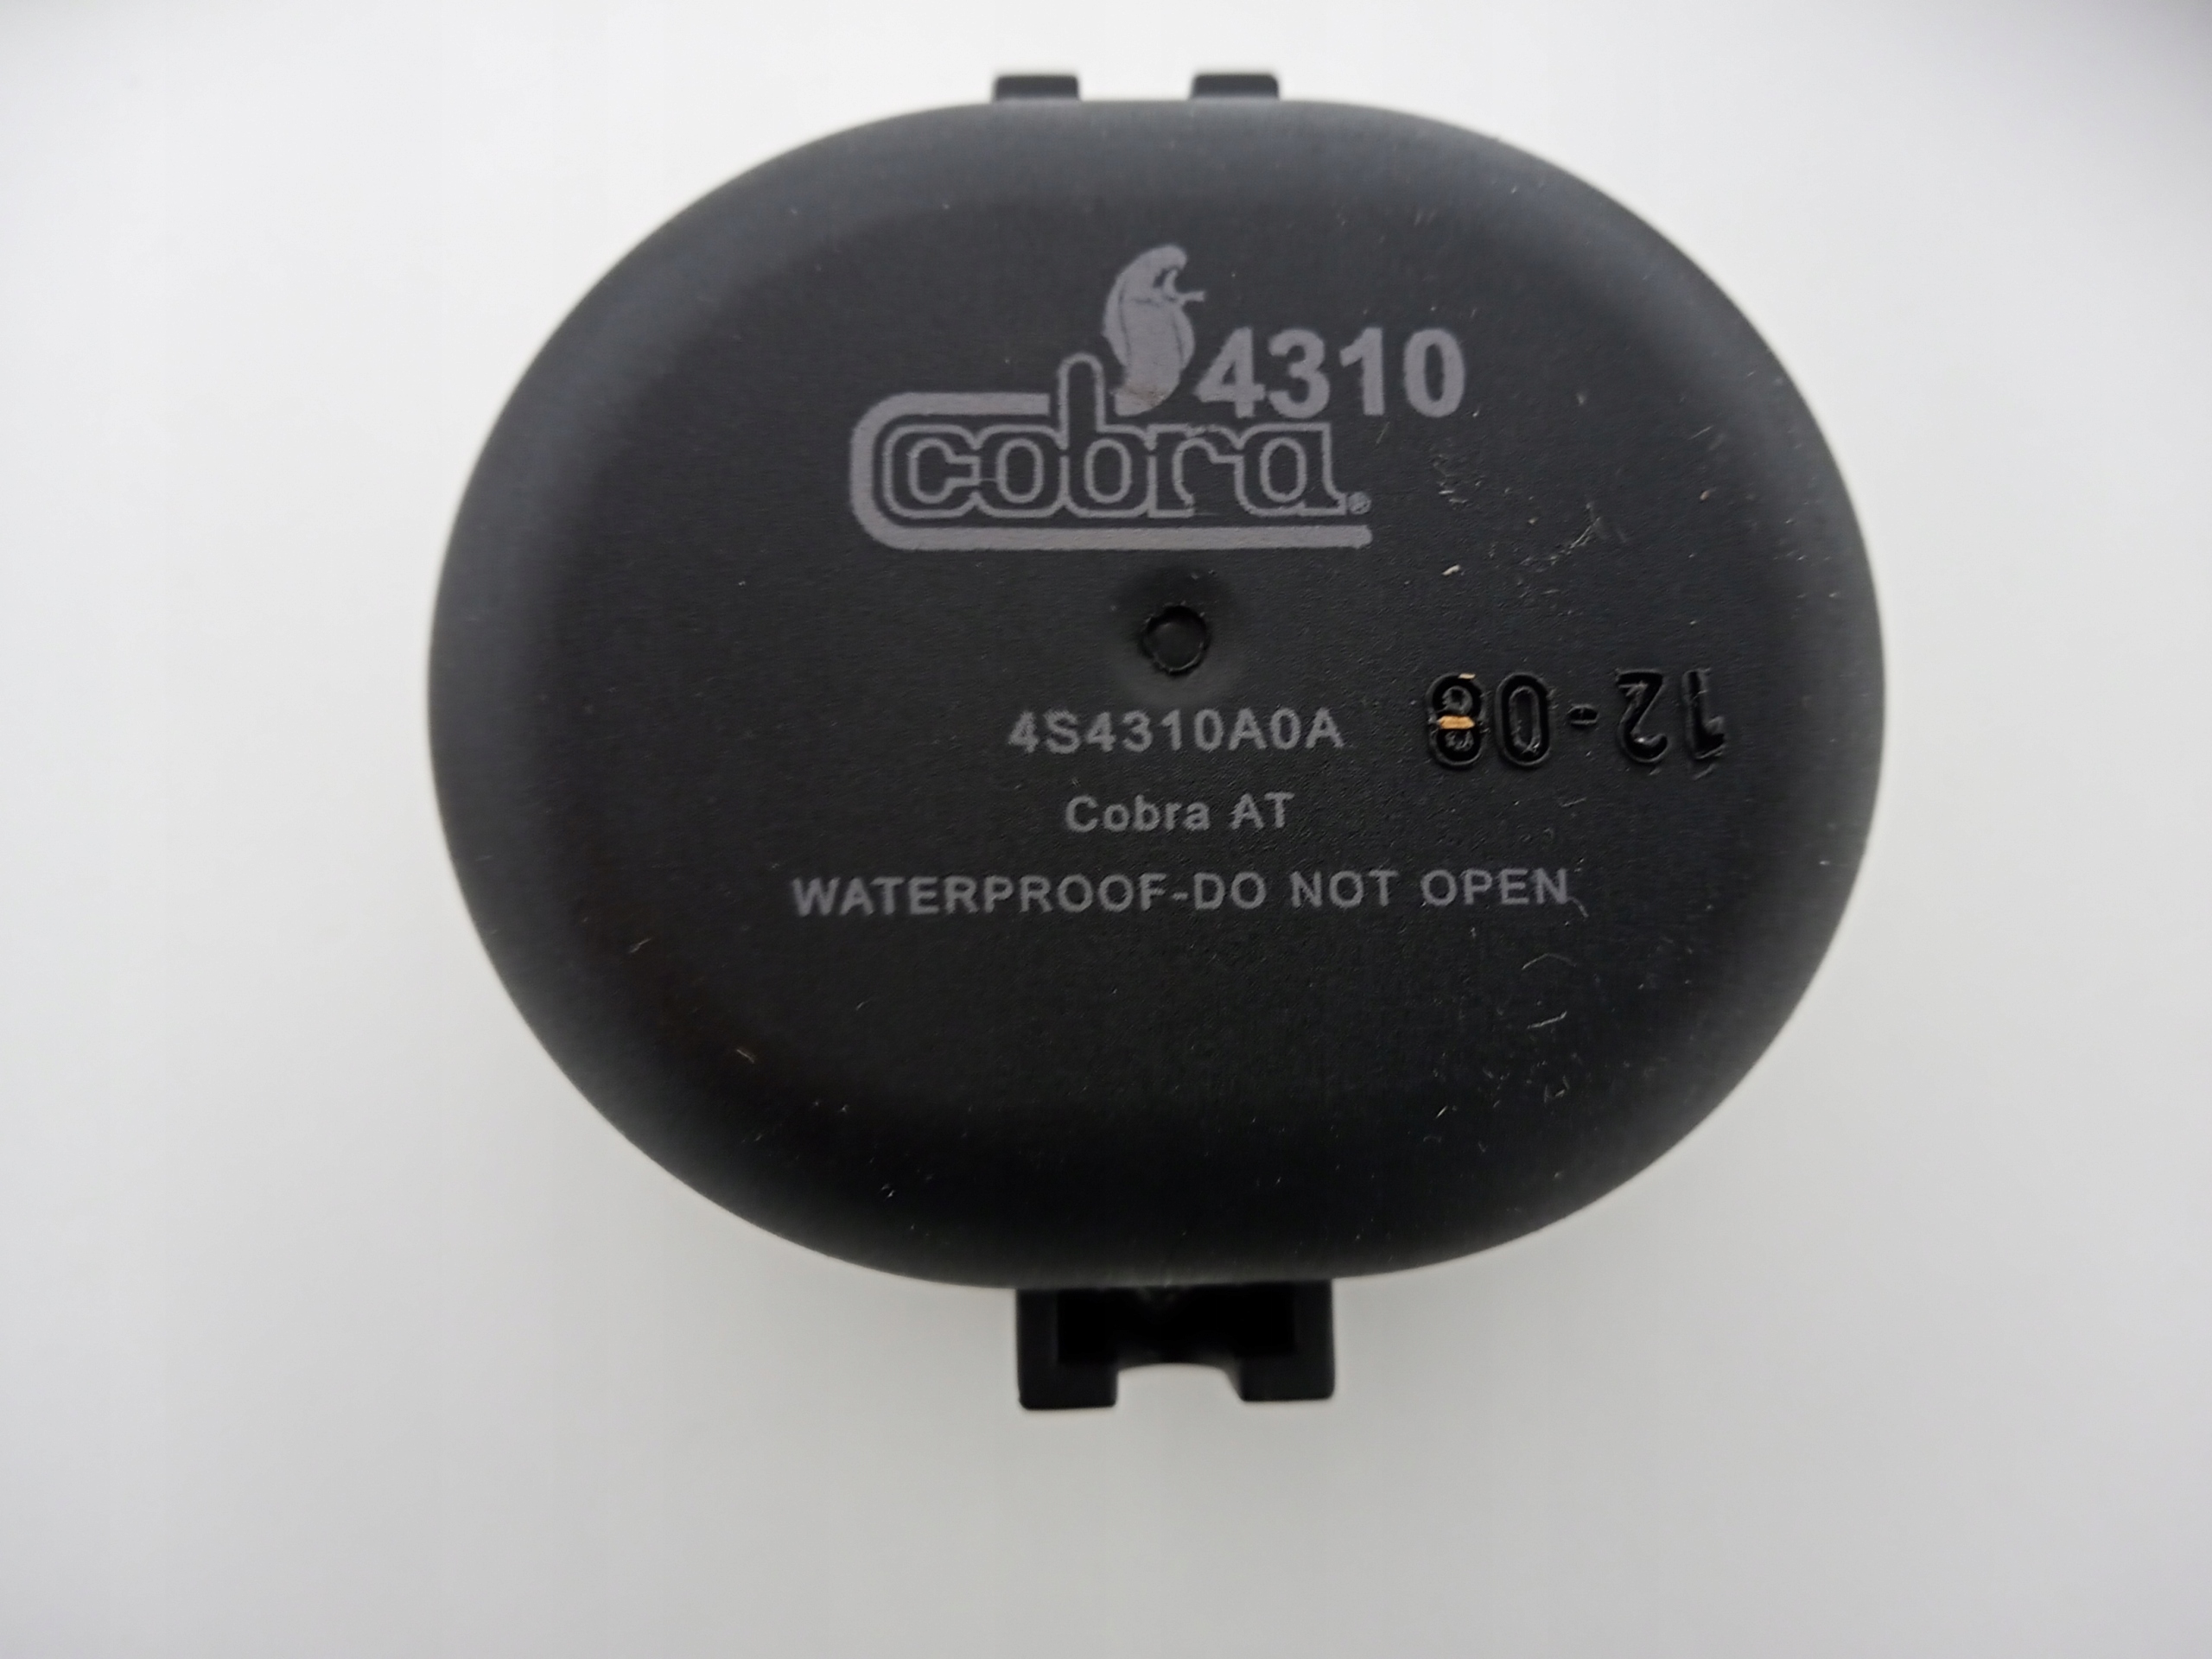 4310
cobra®
4S4310A0A
12-08
Cobra AT
WATERPROOF-DO NOT OPEN